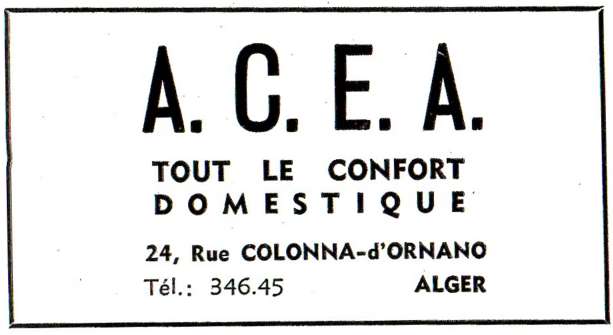 A. C. E. A.
TOUT LE CONFORT
DOMESTIQUE
24, Rue COLONNA-d'ORNANO
Tél.: 346.45 ALGER